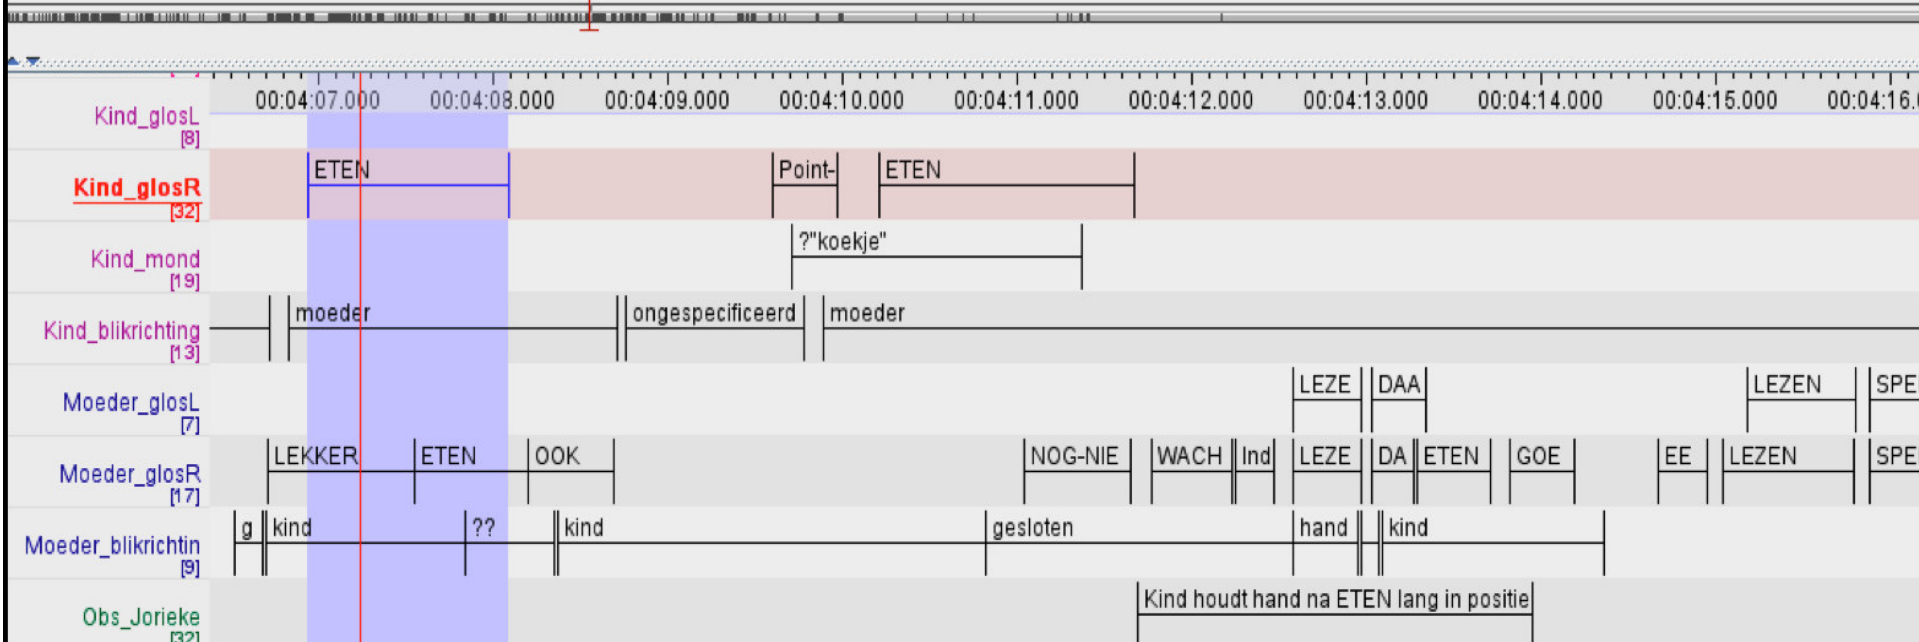 00:04:07.000 00:04:08.000 00:04:09.000 00:04:10.000 00:04:11.000 00:04:12.000 00:04:13.000 00:04:14.000 00:04:15.000 00:04:16.
Kind_glosL
[8]
Kind_glosR ETEN Point- ETEN
[32]
Kind_mond ?"koekje"
[19]
Kind_blikrichting moeder ongespecificeerd moeder
[13]
Moeder_glosL LEZE DAA LEZEN SPE
[7]
Moeder_glosR LEKKER ETEN OOK NOG-NIE WACH Ind LEZE DA ETEN GOE EE LEZEN SPE
[17]
Moeder_blikrichtin g kind ?? kind gesloten hand kind
[9]
Obs_Jorieke Kind houdt hand na ETEN lang in positie
[32]